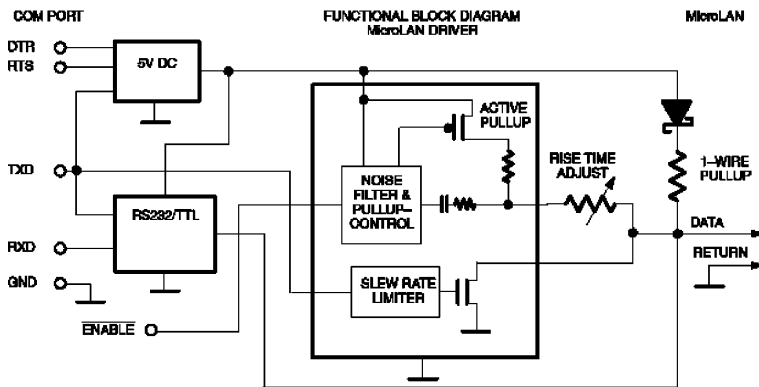 COM PORT
FUNCTIONAL BLOCK DIAGRAM
MicroLAN DRIVER
MicroLAN
DTR
RTS
5V DC
ACTIVE
PULLUP
TXD
NOISE
FILTER &
PULLUP-
CONTROL
RISE TIME
ADJUST
1-WIRE
PULLUP
RS232/TTL
DATA
RXD
RETURN
GND
SLEW RATE
LIMITER
ENABLE